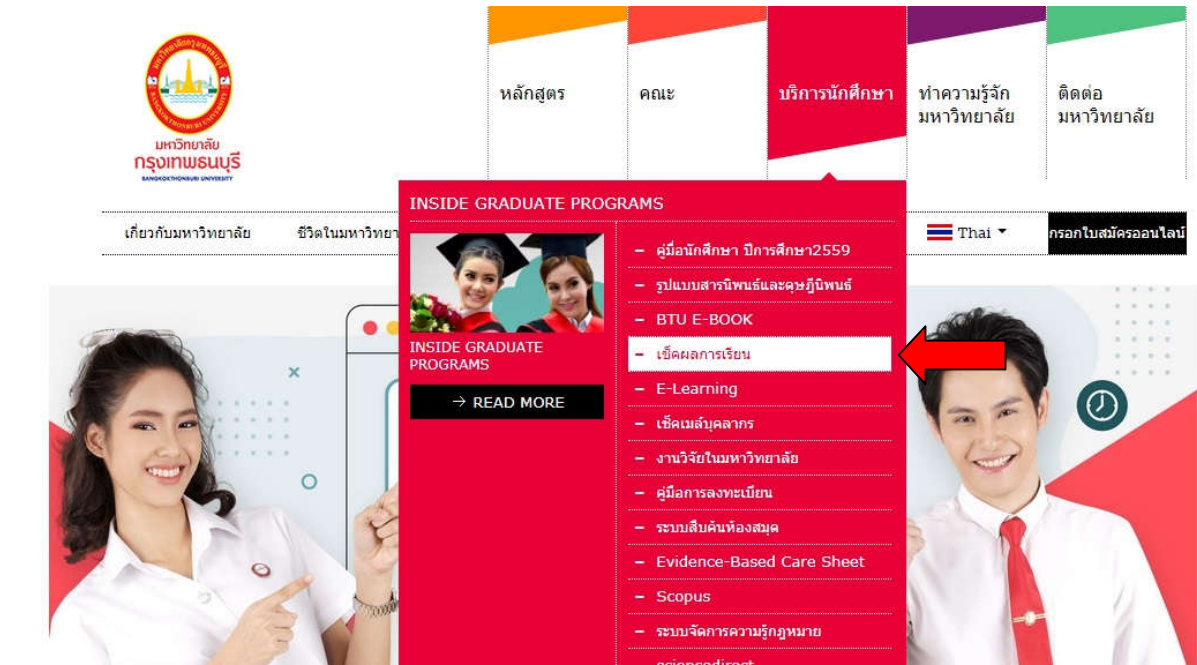 มหาวิทยาลัย
กรุงเทพธนบุรี
BANGKOKTHONBURI UNIVERSITY
หลักสูตร
คณะ
บริการนักศึกษา
ทำความรู้จัก
มหาวิทยาลัย
ติดต่อ
มหาวิทยาลัย
เกี่ยวกับมหาวิทยาลัย
ชีวิตในมหาวิทยา
Thai
กรอกใบสมัครออนไลน์
INSIDE GRADUATE PROGRAMS
INSIDE GRADUATE
PROGRAMS
→ READ MORE
– คู่มือนักศึกษา ปีการศึกษา2559
– รูปแบบสารนิพนธ์และดุษฎีนิพนธ์
– BTU E-BOOK
– เช็คผลการเรียน
– E-Learning
– เช็คเมล์บุคลากร
– งานวิจัยในมหาวิทยาลัย
– คู่มือการลงทะเบียน
– ระบบสืบค้นห้องสมุด
– Evidence-Based Care Sheet
– Scopus
– ระบบจัดการความรู้กฎหมาย
sciencedirect